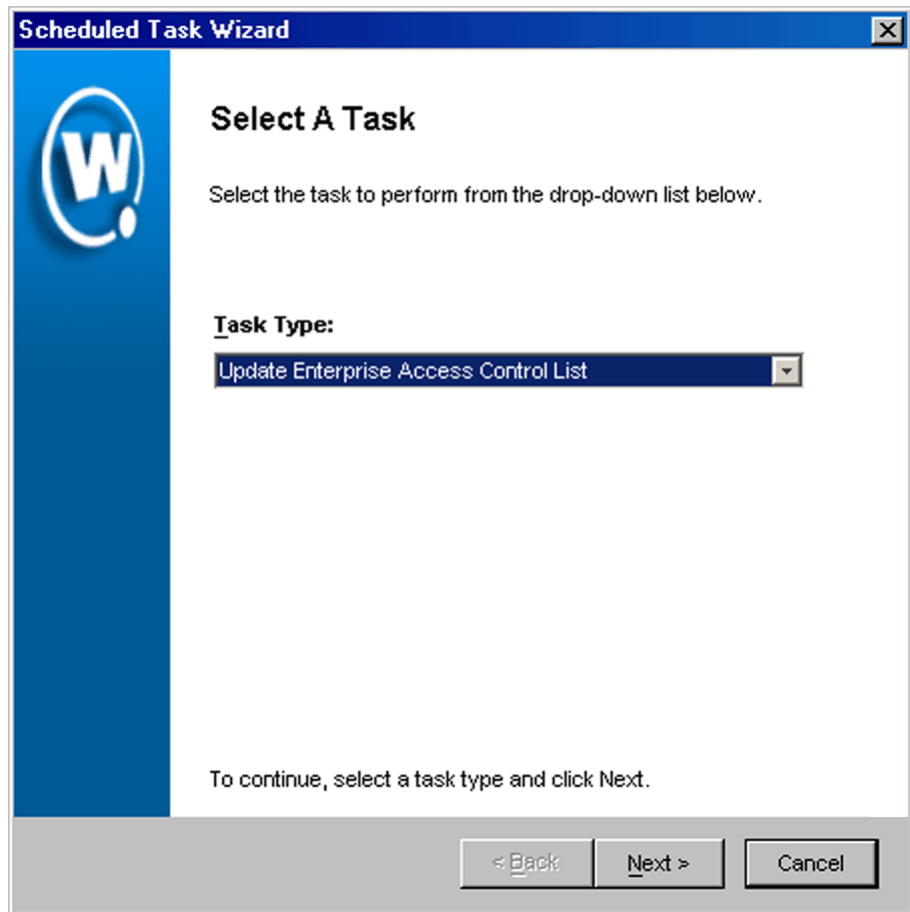 Scheduled Task Wizard
W
Select A Task
Select the task to perform from the drop-down list below.
Task Type:
Update Enterprise Access Control List
To continue, select a task type and click Next.
< Back
Next >
Cancel